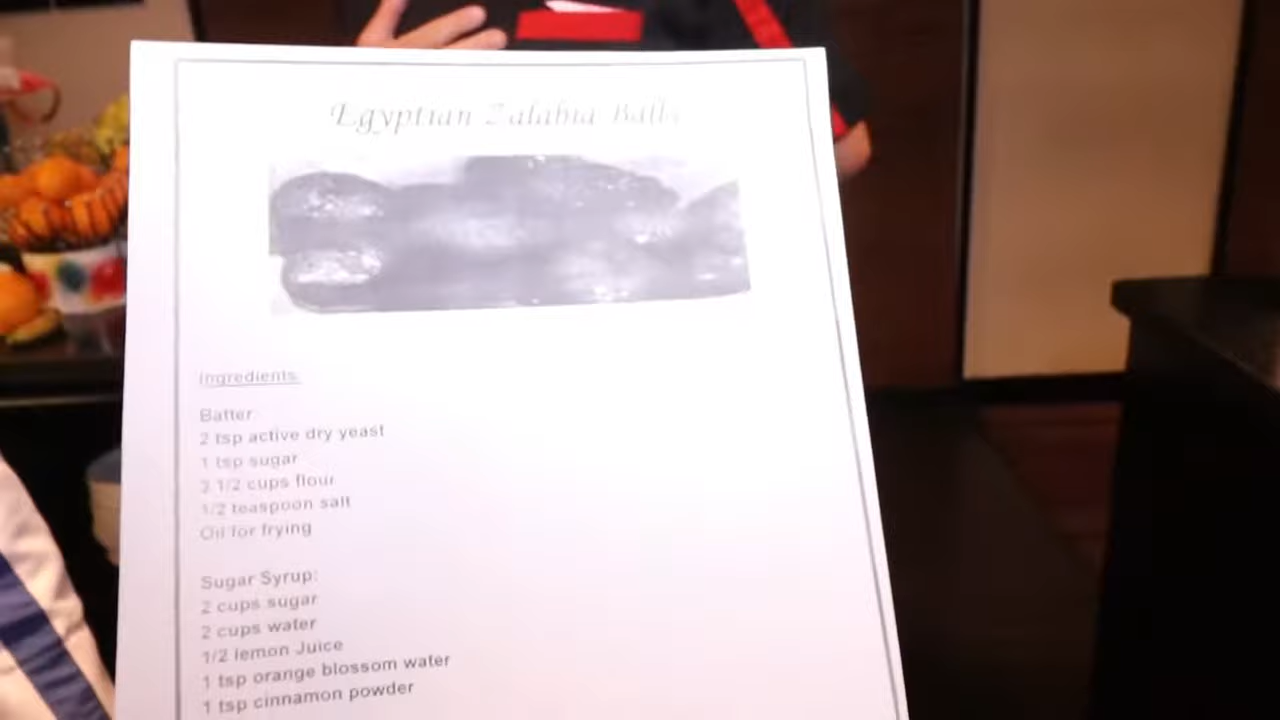 Egyptian Zalabia Balls
Ingredients:
Batter
2 tsp active dry yeast
1 tsp sugar
1/2 cups flour
1/2 teaspoon salt
Oil for frying
Sugar Syrup:
2 cups sugar
2 cups water
1/2 lemon Juice
1 tsp orange blossom water
1 tsp cinnamon powder